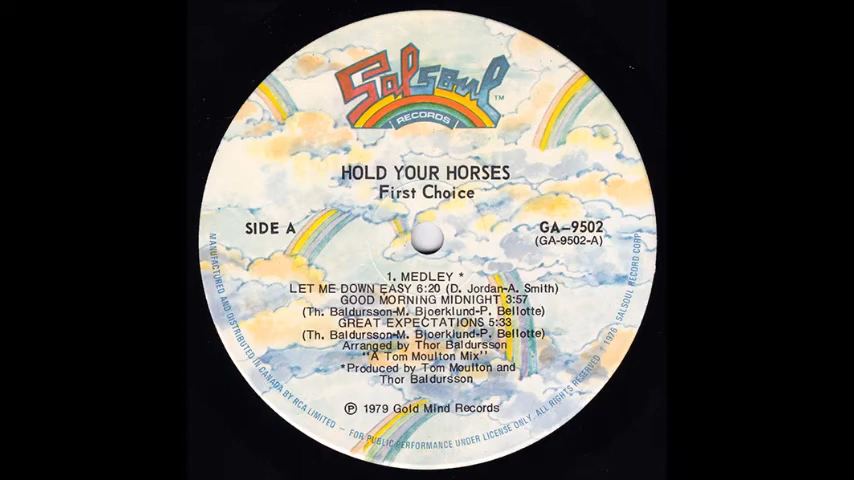 Salsoul
TM
RECORDS
HOLD YOUR HORSES
First Choice
SIDE A
GA-9502
(GA-9502-A)
1. MEDLEY *
LET ME DOWN EASY 6:20 (D. Jordan-A. Smith)
GOOD MORNING MIDNIGHT 3:57
(Th. Baldursson-M. Bjoerklund-P. Bellotte)
GREAT EXPECTATIONS 5:33
(Th. Baldursson-M. Bjoerklund-P. Bellotte)
Arranged by Thor Baldursson
"A Tom Moulton Mix"
*Produced by Tom Moulton and
Thor Baldursson
Ⓟ 1979 Gold Mind Records
MANUFACTURED AND DISTRIBUTED IN CANADA BY RCA LIMITED - FOR PUBLIC PERFORMANCE UNDER LICENSE ONLY. ALL RIGHTS RESERVED 1976 SALSOUL RECORD CORP